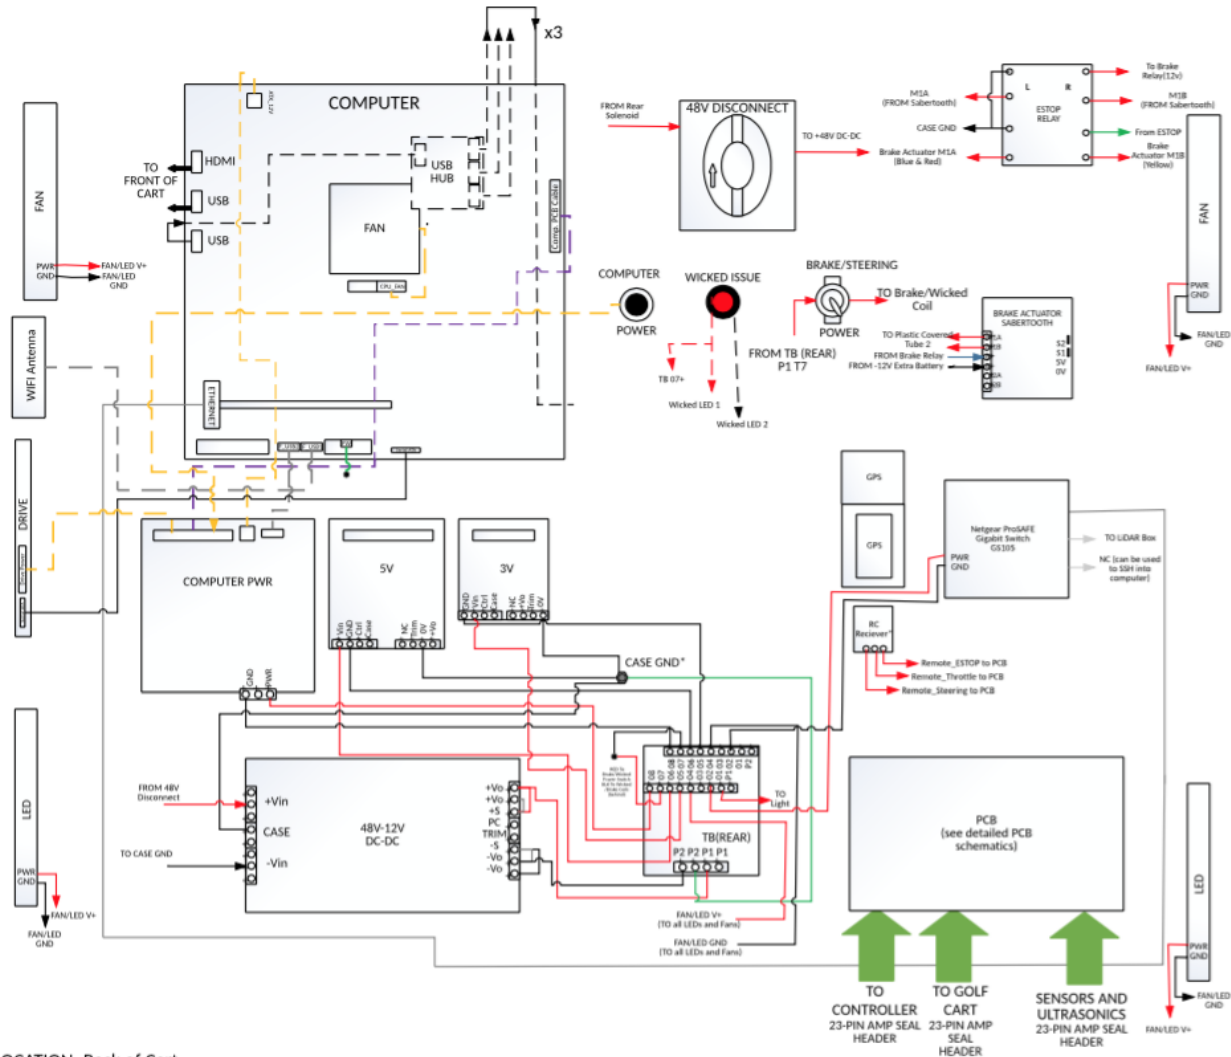 x3
COMPUTER
ATX_12V
HDMI
TO
FRONT OF
CART
USB
USB
USB
HUB
FAN
CPU_FAN
Comp. PCB Cable
ETHERNET
FAN
PWR
GND
FAN/LED V+
FAN/LED
GND
WIFI Antenna
DRIVE
Drive Power
FROM Rear
Solenoid
48V DISCONNECT
TO +48V DC-DC
M1A
(FROM Sabertooth)
CASE GND
Brake Actuator M1A
(Blue & Red)
L
R
ESTOP
RELAY
To Brake
Relay(12v)
M1B
(FROM Sabertooth)
From ESTOP
Brake
Actuator M1B
(Yellow)
FAN
PWR
GND
FAN/LED
GND
FAN/LED V+
COMPUTER
POWER
WICKED ISSUE
TB 07+
Wicked LED 1
Wicked LED 2
BRAKE/STEERING
POWER
TO Brake/Wicked
Coil
FROM TB (REAR)
P1 T7
BRAKE ACTUATOR
SABERTOOTH
TO Plastic Covered
Tube 2
FROM Brake Relay
FROM -12V Extra Battery
S2
S1
5V
0V
GPS
GPS
Netgear ProSAFE
Gigabit Switch
GS105
PWR
GND
TO LiDAR Box
NC (can be used
to SSH into
computer)
RC
Reciever*
Remote_ESTOP to PCB
Remote_Throttle to PCB
Remote_Steering to PCB
COMPUTER PWR
GND
PWR
5V
Vin
GND
Ctrl
Case
NC
Trim
0V
+Vo
3V
GND
Vin
Ctrl
Case
NC
+Vo
Trim
0V
CASE GND*
FROM 48V
Disconnect
TO CASE GND
+Vin
CASE
-Vin
48V-12V
DC-DC
+Vo
+Vo
+S
PC
TRIM
-S
-Vo
-Vo
TO
Light
TB(REAR)
P2 P2 P1 P1
FAN/LED V+
(TO all LEDs and Fans)
FAN/LED GND
(TO all LEDs and Fans)
LED
PWR
GND
FAN/LED V+
FAN/LED
GND
PCB
(see detailed PCB
schematics)
TO
CONTROLLER
23-PIN AMP SEAL
HEADER
TO GOLF
CART
23-PIN AMP
SEAL
HEADER
SENSORS AND
ULTRASONICS
23-PIN AMP SEAL
HEADER
LED
PWR
GND
FAN/LED
GND
FAN/LED V+